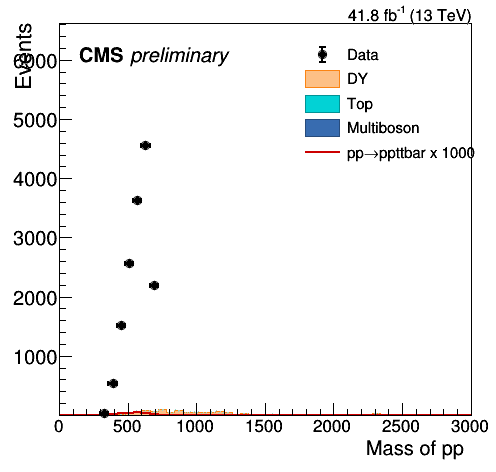 41.8 fb⁻¹ (13 TeV)
Events
CMS preliminary
Data
DY
Top
Multiboson
pp→ppttbar x 1000
6000
5000
4000
3000
2000
1000
0 500 1000 1500 2000 2500 3000
Mass of pp